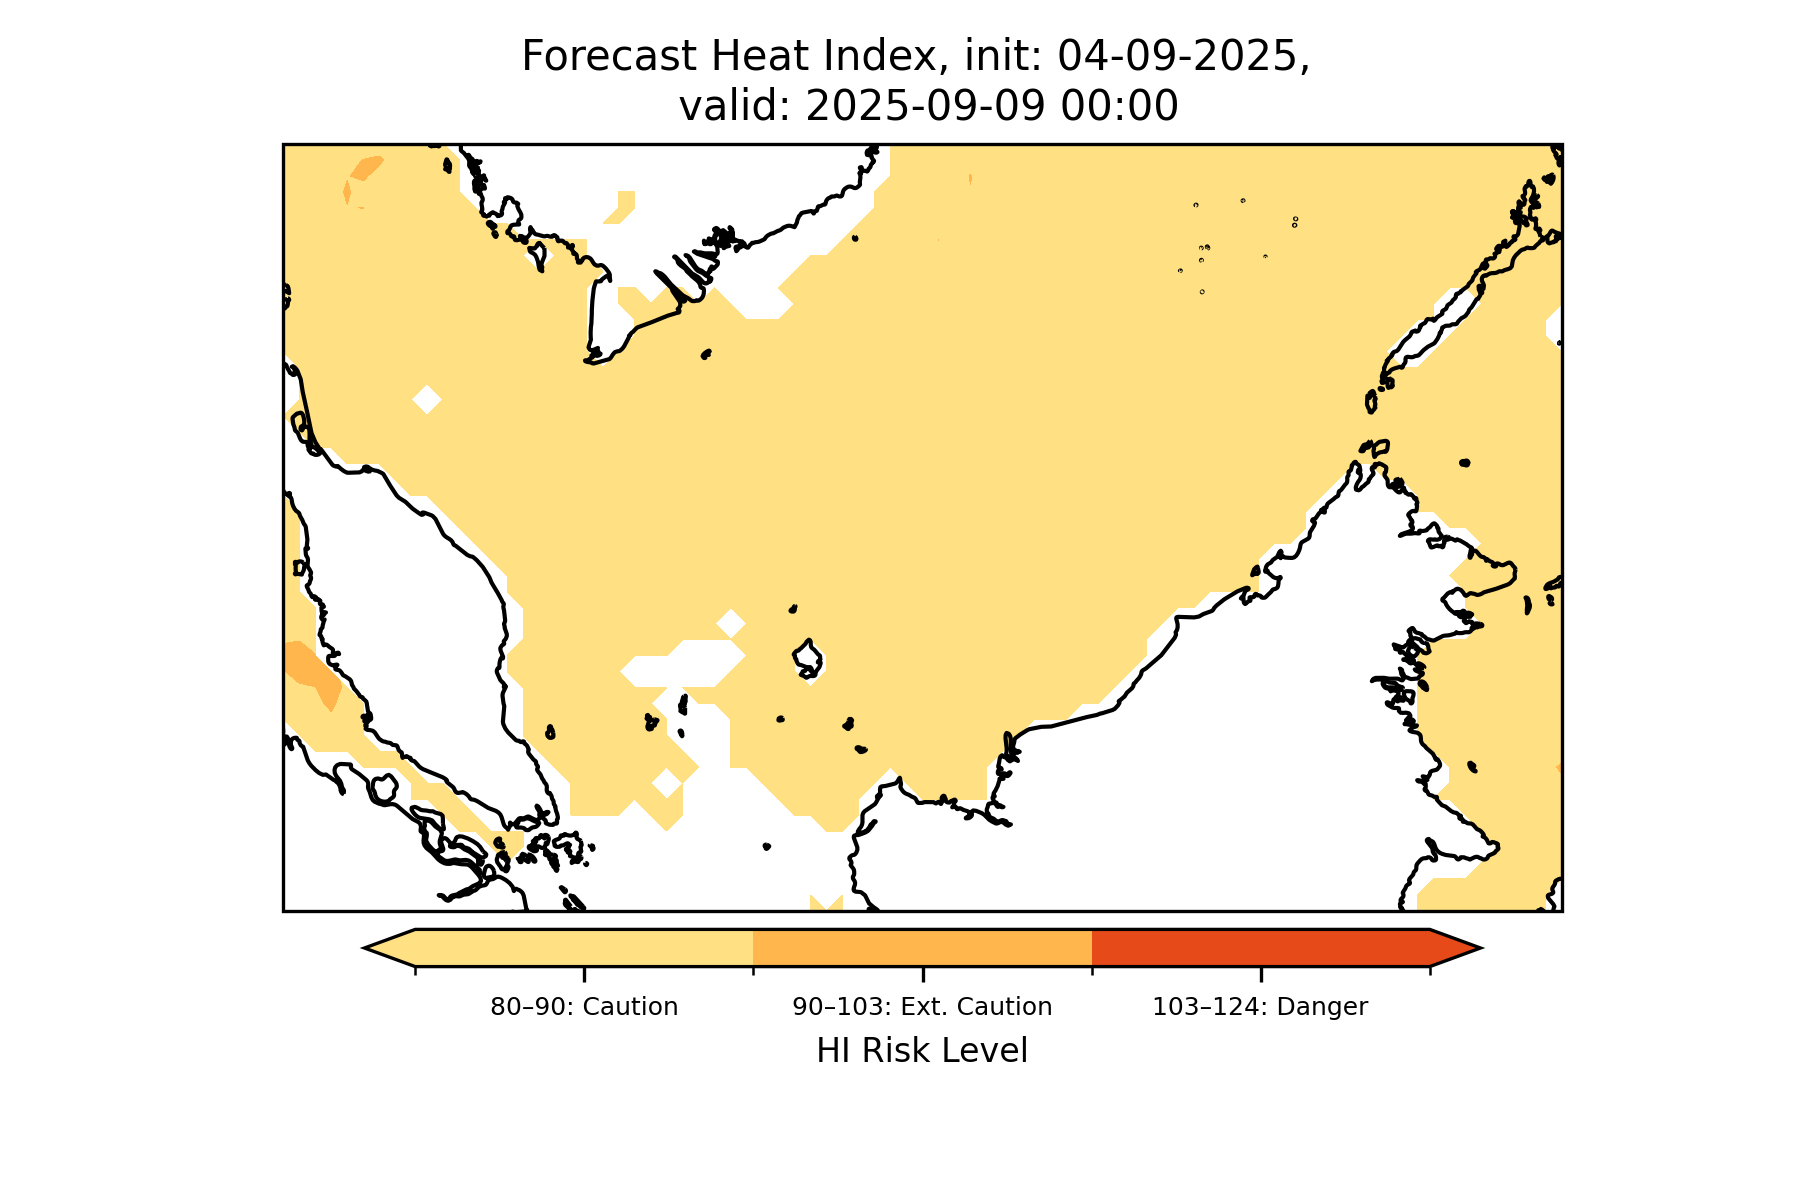 Forecast Heat Index, init: 04-09-2025,
valid: 2025-09-09 00:00
80–90: Caution
90–103: Ext. Caution
103–124: Danger
HI Risk Level